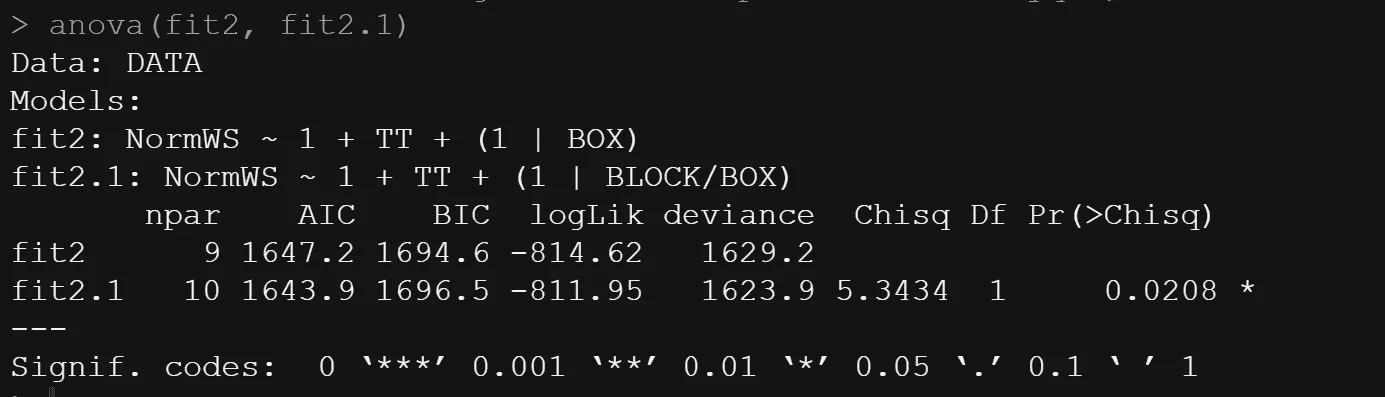 > anova(fit2, fit2.1)
Data: DATA
Models:
fit2: NormWS ~ 1 + TT + (1 | BOX)
fit2.1: NormWS ~ 1 + TT + (1 | BLOCK/BOX)
       npar    AIC    BIC  logLik deviance  Chisq Df Pr(>Chisq)
fit2      9 1647.2 1694.6 -814.62   1629.2
fit2.1   10 1643.9 1696.5 -811.95   1623.9 5.3434  1     0.0208 *
---
Signif. codes:  0 ‘***’ 0.001 ‘**’ 0.01 ‘*’ 0.05 ‘.’ 0.1 ‘ ’ 1